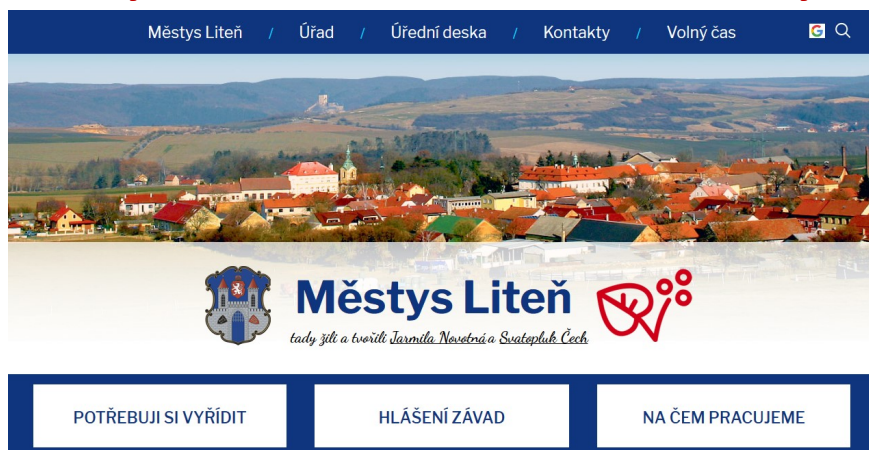 Městys Liteň / Úřad / Úřední deska / Kontakty / Volný čas
Městys Liteň
tady žili a tvořili Jarmila Novotná a Svatopluk Čech
POTŘEBUJI SI VYŘÍDIT
HLÁŠENÍ ZÁVAD
NA ČEM PRACUJEME